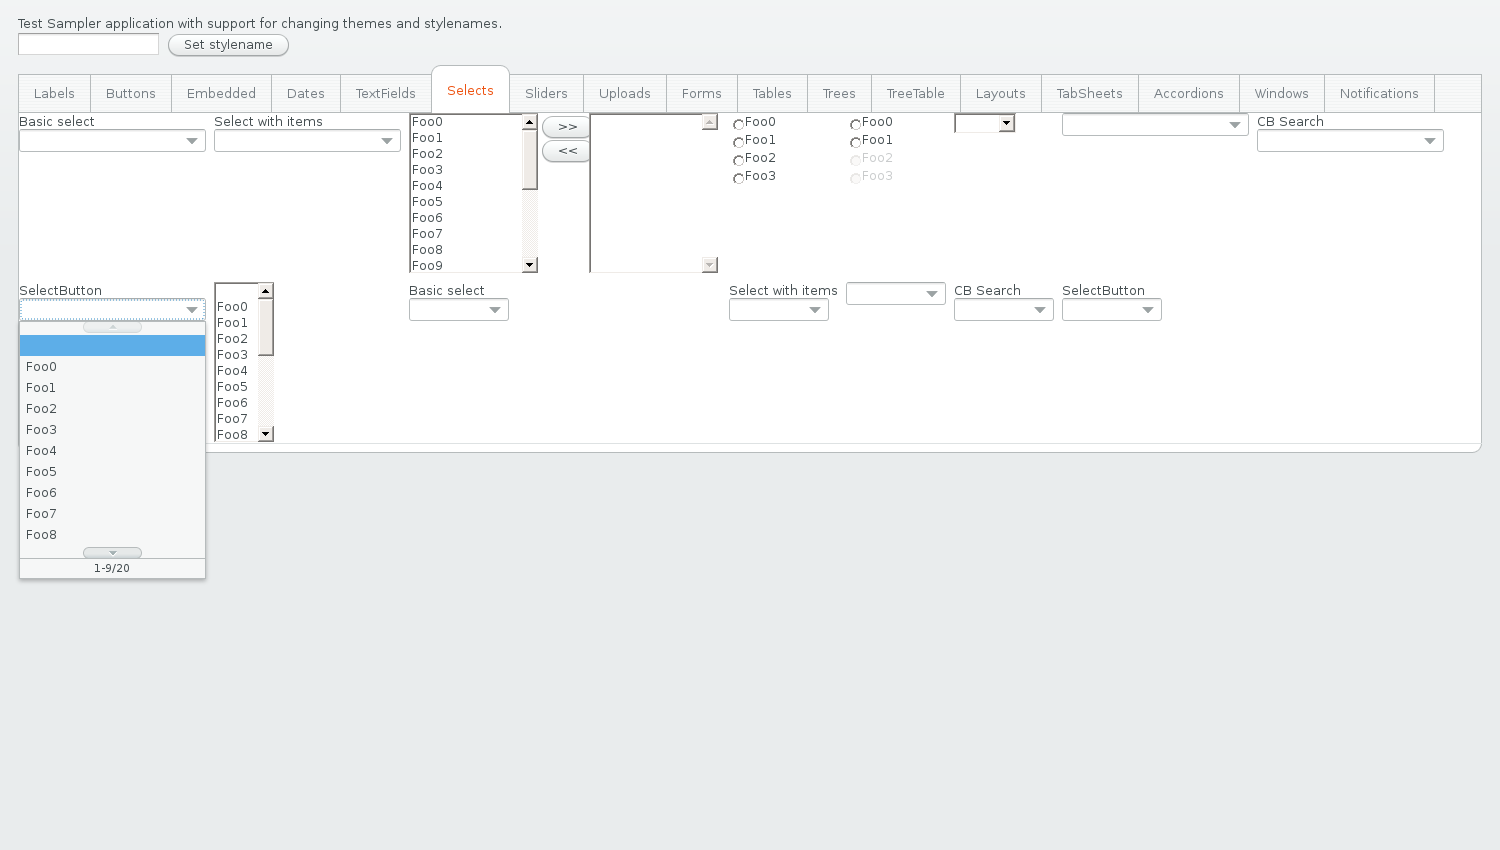 Test Sampler application with support for changing themes and stylenames.
Set stylename
Labels Buttons Embedded Dates TextFields Selects Sliders Uploads Forms Tables Trees TreeTable Layouts TabSheets Accordions Windows Notifications
Basic select
Select with items
Foo0
Foo1
Foo2
Foo3
Foo4
Foo5
Foo6
Foo7
Foo8
Foo9
>>
<<
Foo0
Foo1
Foo2
Foo3
Foo0
Foo1
Foo2
Foo3
CB Search
SelectButton
Foo0
Foo1
Foo2
Foo3
Foo4
Foo5
Foo6
Foo7
Foo8
1-9/20
Foo0
Foo1
Foo2
Foo3
Foo4
Foo5
Foo6
Foo7
Foo8
Basic select
Select with items
CB Search
SelectButton